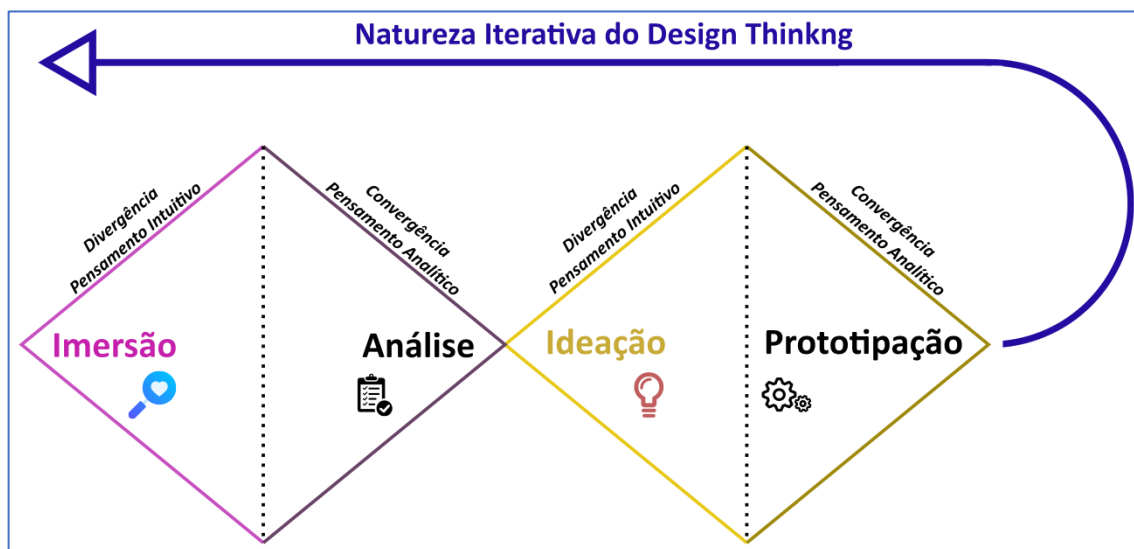 Natureza Iterativa do Design Thinkng
Divergência
Pensamento Intuitivo
Convergência
Pensamento Analítico
Divergência
Pensamento Intuitivo
Convergência
Pensamento Analítico
Imersão
Análise
Ideação
Prototipação